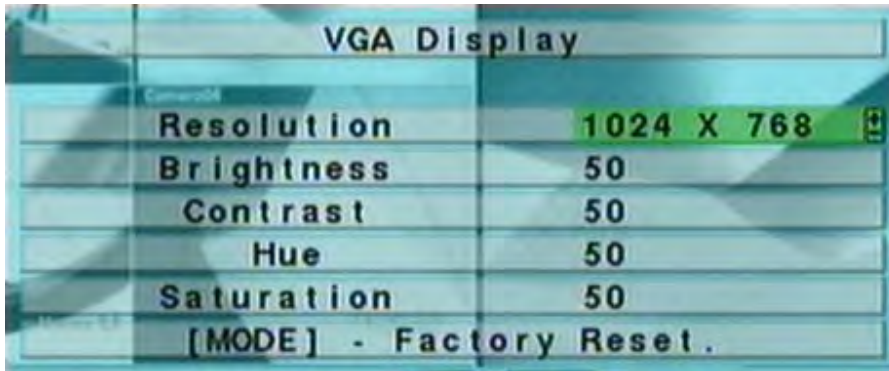 VGA Display
Resolution 1024 X 768
Brightness 50
Contrast 50
Hue 50
Saturation 50
[MODE] - Factory Reset.